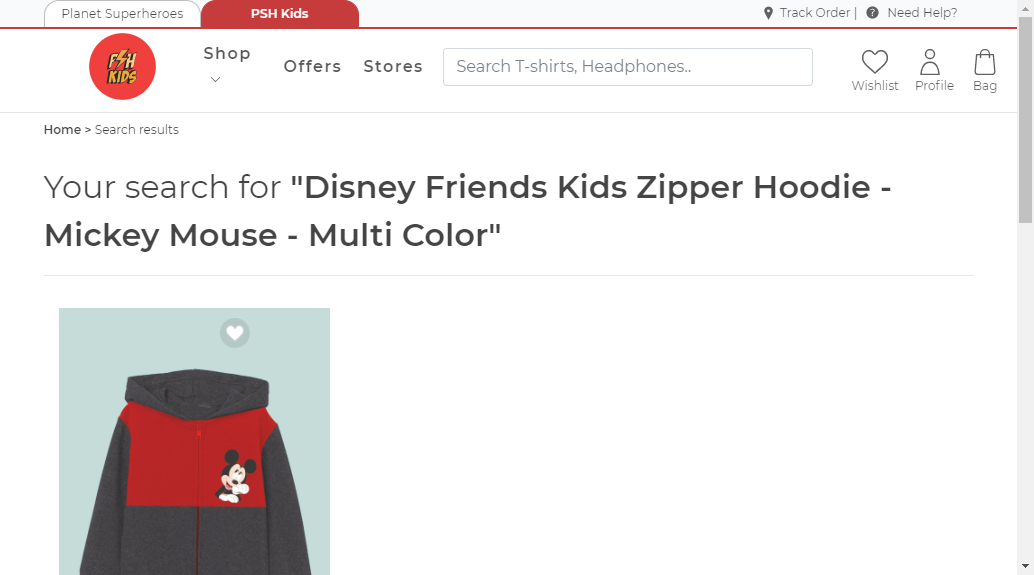 Planet Superheroes
PSH Kids
Track Order |
Need Help?
PSH
KIDS
Shop
Offers
Stores
Search T-shirts, Headphones..
Wishlist
Profile
Bag
Home > Search results
Your search for "Disney Friends Kids Zipper Hoodie -
Mickey Mouse - Multi Color"